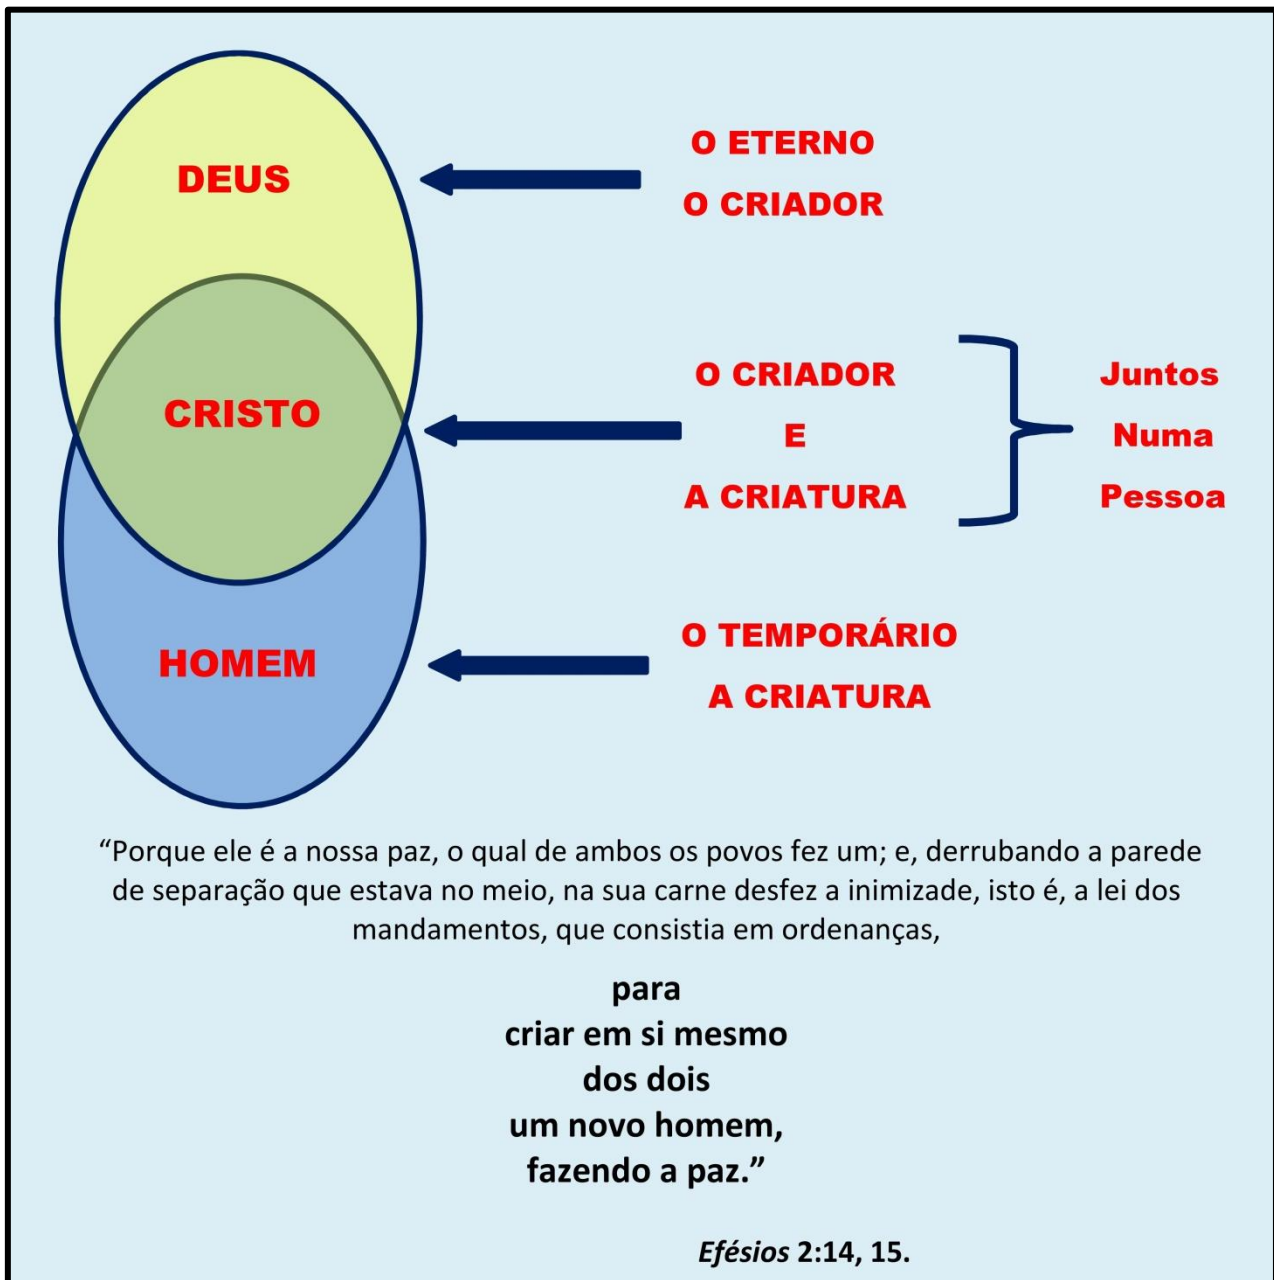 DEUS
O ETERNO
O CRIADOR
CRISTO
O CRIADOR
E
A CRIATURA
Juntos
Numa
Pessoa
HOMEM
O TEMPORÁRIO
A CRIATURA
“Porque ele é a nossa paz, o qual de ambos os povos fez um; e, derrubando a parede
de separação que estava no meio, na sua carne desfez a inimizade, isto é, a lei dos
mandamentos, que consistia em ordenanças,
para
criar em si mesmo
dos dois
um novo homem,
fazendo a paz.”
Efésios 2:14, 15.